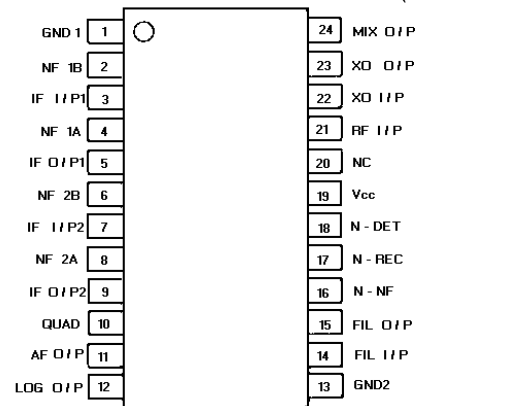 GND 1 1 24 MIX O/P
NF 1B 2 23 XO O/P
IF I/P1 3 22 XO I/P
NF 1A 4 21 RF I/P
IF O/P1 5 20 NC
NF 2B 6 19 Vcc
IF I/P2 7 18 N - DET
NF 2A 8 17 N - REC
IF O/P2 9 16 N - NF
QUAD 10 15 FIL O/P
AF O/P 11 14 FIL I/P
LOG O/P 12 13 GND2